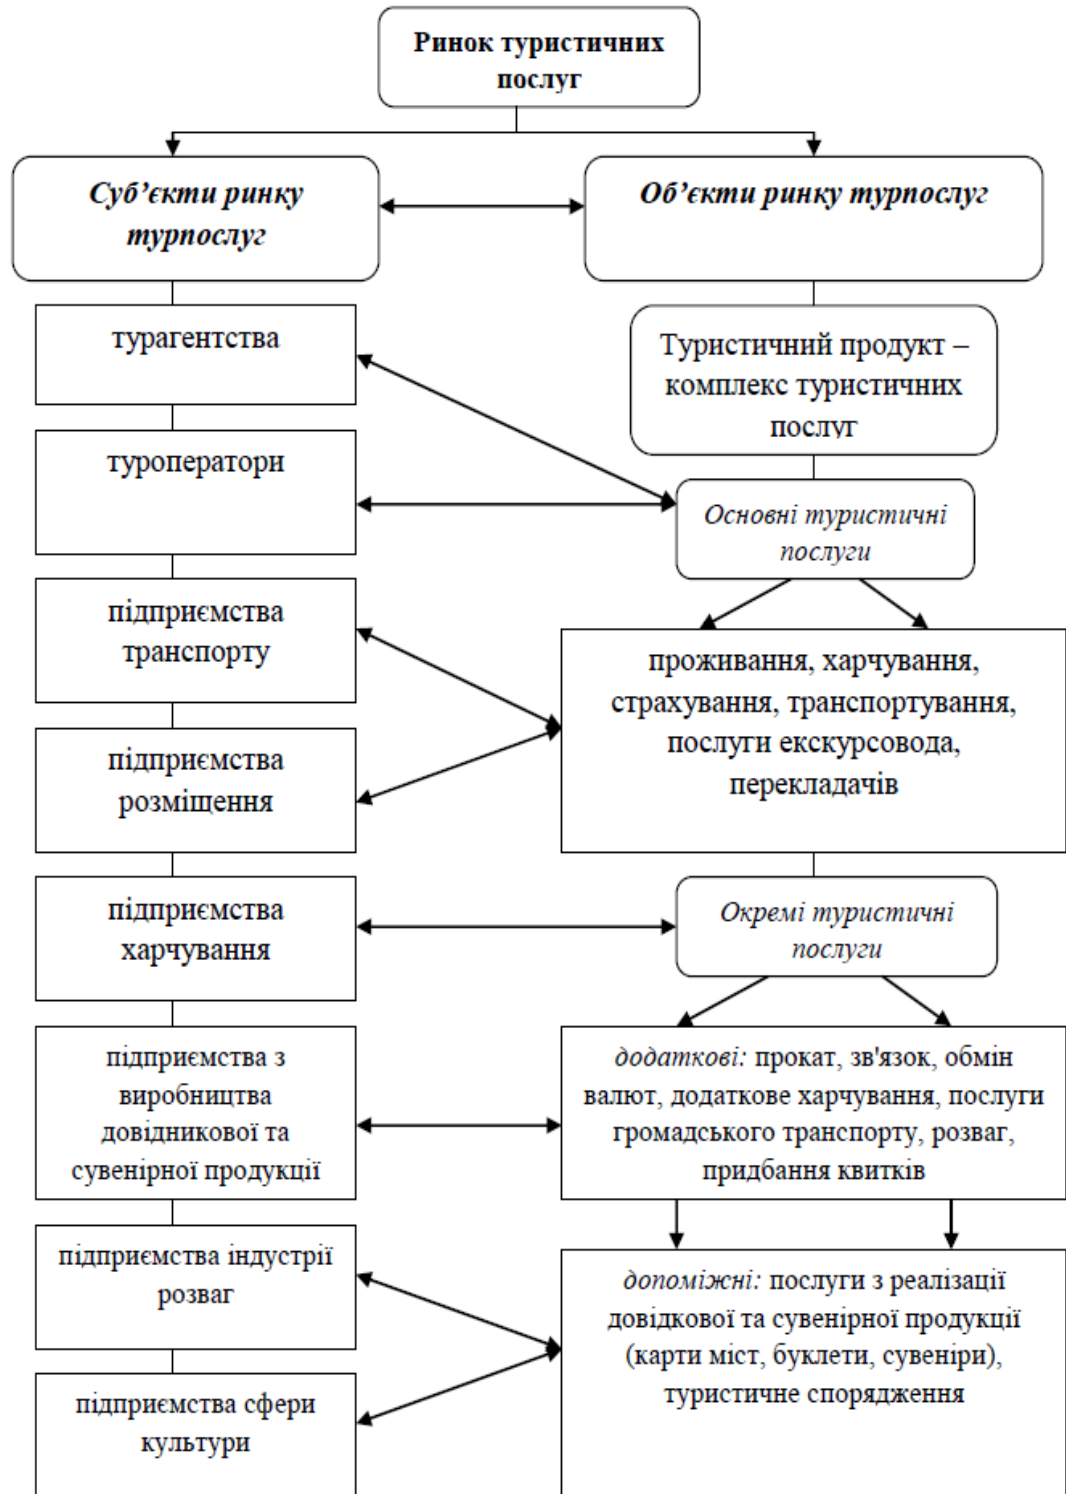 Ринок туристичних
послуг
Суб’єкти ринку
турпослуг
Об’єкти ринку турпослуг
турагентства
туроператори
підприємства
транспорту
підприємства
розміщення
підприємства
харчування
підприємства з
виробництва
довідникової та
сувенірної продукції
підприємства індустрії
розваг
підприємства сфери
культури
Туристичний продукт –
комплекс туристичних
послуг
Основні туристичні
послуги
проживання, харчування,
страхування, транспортування,
послуги екскурсовода,
перекладачів
Окремі туристичні
послуги
додаткові: прокат, зв'язок, обмін
валют, додаткове харчування, послуги
громадського транспорту, розваг,
придбання квитків
допоміжні: послуги з реалізації
довідкової та сувенірної продукції
(карти міст, буклети, сувеніри),
туристичне спорядження